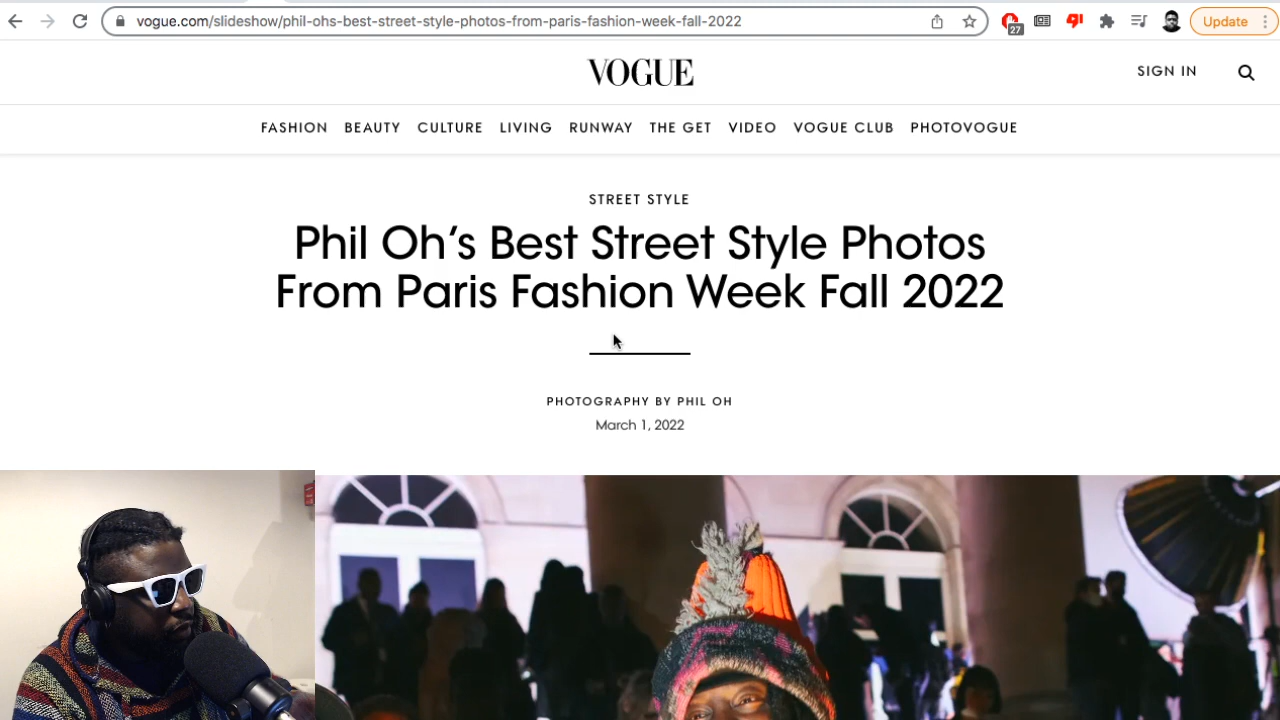 vogue.com/slideshow/phil-ohs-best-street-style-photos-from-paris-fashion-week-fall-2022
27
Update
VOGUE
SIGN IN
FASHION BEAUTY CULTURE LIVING RUNWAY THE GET VIDEO VOGUE CLUB PHOTOVOGUE
STREET STYLE
Phil Oh‘s Best Street Style Photos
From Paris Fashion Week Fall 2022
PHOTOGRAPHY BY PHIL OH
March 1, 2022